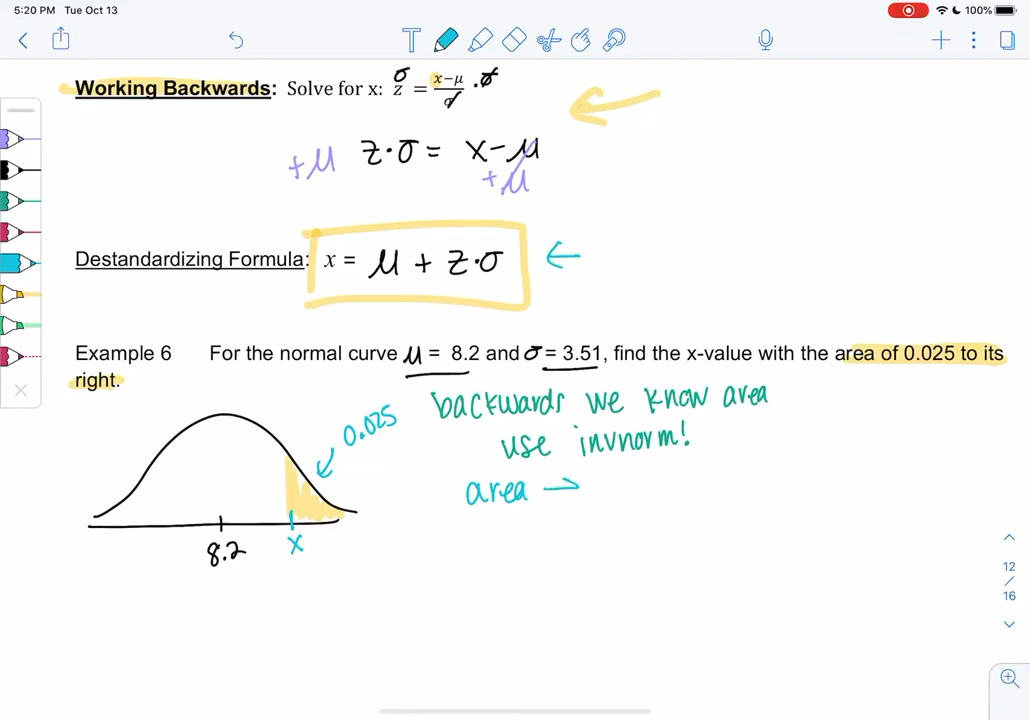 5:20 PM Tue Oct 13
100%
T
Working Backwards: Solve for x: z = x−μ / σ · σ
σ
+μ z·σ = x−μ
+μ
Destandardizing Formula: x = μ + z·σ ←
Example 6 For the normal curve μ = 8.2 and σ = 3.51, find the x-value with the area of 0.025 to its
right.
backwards we know area
0.025
use invnorm!
area →
8.2
x
12
/
16